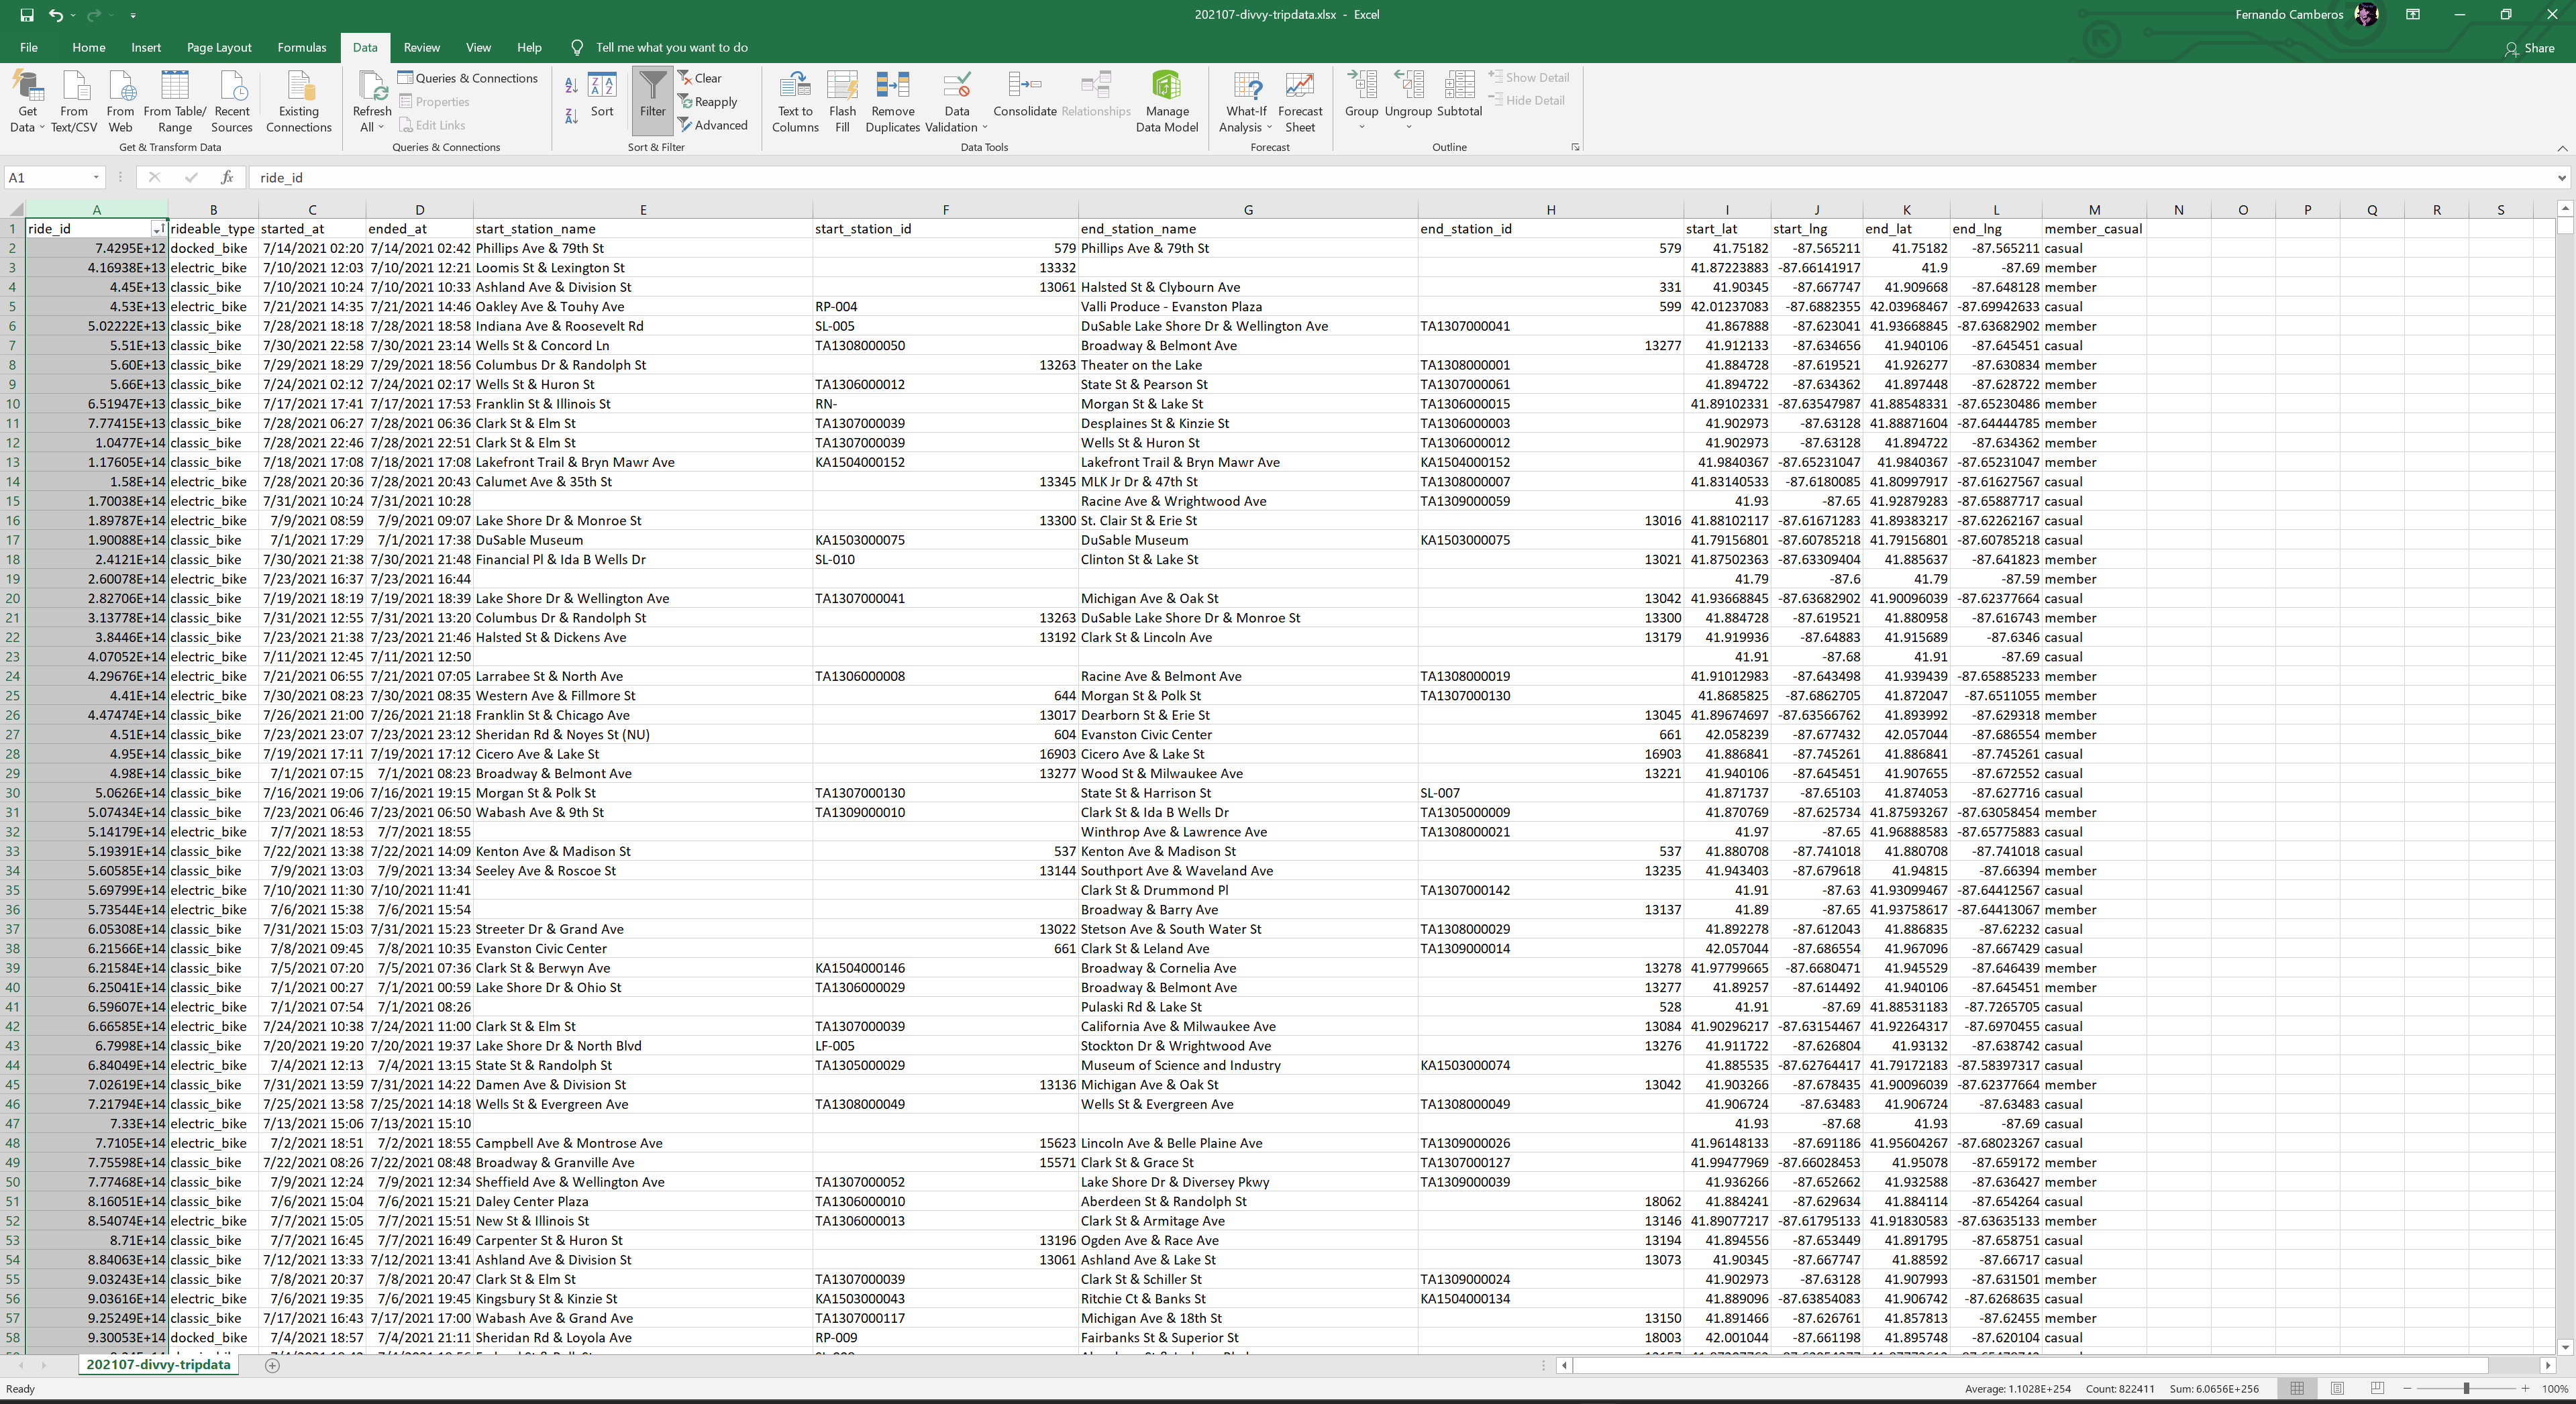 202107-divvy-tripdata.xlsx - Excel
Fernando Camberos
File Home Insert Page Layout Formulas Data Review View Help Tell me what you want to do
Share
Get Data From Text/CSV From Web From Table/ Range Recent Sources Existing Connections
Refresh All Queries & Connections Properties Edit Links
Sort Filter Clear Reapply Advanced
Text to Columns Flash Fill Remove Duplicates Data Validation Consolidate Relationships Manage Data Model
What-If Analysis Forecast Sheet Group Ungroup Subtotal Show Detail Hide Detail
Get & Transform Data Queries & Connections Sort & Filter Data Tools Forecast Outline
A1 fx ride_id
A B C D E F G H I J K L M N O P Q R S
1 ride_id rideable_type started_at ended_at start_station_name start_station_id end_station_name end_station_id start_lat start_lng end_lat end_lng member_casual
2 7.4295E+12 docked_bike 7/14/2021 02:20 7/14/2021 02:42 Phillips Ave & 79th St 579 Phillips Ave & 79th St 579 41.75182 -87.565211 41.75182 -87.565211 casual
3 4.16938E+13 electric_bike 7/10/2021 12:03 7/10/2021 12:21 Loomis St & Lexington St 13332 41.87223883 -87.66141917 41.9 -87.69 member
4 4.45E+13 classic_bike 7/10/2021 10:24 7/10/2021 10:33 Ashland Ave & Division St 13061 Halsted St & Clybourn Ave 331 41.90345 -87.667747 41.909668 -87.648128 member
5 4.53E+13 electric_bike 7/21/2021 14:35 7/21/2021 14:46 Oakley Ave & Touhy Ave RP-004 Valli Produce - Evanston Plaza 599 42.01237083 -87.6882355 42.03968467 -87.69942633 casual
6 5.02222E+13 classic_bike 7/28/2021 18:18 7/28/2021 18:58 Indiana Ave & Roosevelt Rd SL-005 DuSable Lake Shore Dr & Wellington Ave TA1307000041 41.867888 -87.623041 41.93668845 -87.63682902 member
7 5.51E+13 classic_bike 7/30/2021 22:58 7/30/2021 23:14 Wells St & Concord Ln TA1308000050 Broadway & Belmont Ave 13277 41.912133 -87.634656 41.940106 -87.645451 casual
8 5.60E+13 classic_bike 7/29/2021 18:29 7/29/2021 18:56 Columbus Dr & Randolph St 13263 Theater on the Lake TA1308000001 41.884728 -87.619521 41.926277 -87.630834 member
9 5.66E+13 classic_bike 7/24/2021 02:12 7/24/2021 02:17 Wells St & Huron St TA1306000012 State St & Pearson St TA1307000061 41.894722 -87.634362 41.897448 -87.628722 member
10 6.51947E+13 classic_bike 7/17/2021 17:41 7/17/2021 17:53 Franklin St & Illinois St RN- Morgan St & Lake St TA1306000015 41.89102331 -87.63547987 41.88548331 -87.65230486 member
11 7.77415E+13 classic_bike 7/28/2021 06:27 7/28/2021 06:36 Clark St & Elm St TA1307000039 Desplaines St & Kinzie St TA1306000003 41.902973 -87.63128 41.88871604 -87.64444785 member
12 1.0477E+14 classic_bike 7/28/2021 22:46 7/28/2021 22:51 Clark St & Elm St TA1307000039 Wells St & Huron St TA1306000012 41.902973 -87.63128 41.894722 -87.634362 member
13 1.17605E+14 classic_bike 7/18/2021 17:08 7/18/2021 17:08 Lakefront Trail & Bryn Mawr Ave KA1504000152 Lakefront Trail & Bryn Mawr Ave KA1504000152 41.9840367 -87.65231047 41.9840367 -87.65231047 member
14 1.58E+14 electric_bike 7/28/2021 20:36 7/28/2021 20:43 Calumet Ave & 35th St 13345 MLK Jr Dr & 47th St TA1308000007 41.83140533 -87.6180085 41.80997917 -87.61627567 casual
15 1.70038E+14 electric_bike 7/31/2021 10:24 7/31/2021 10:28 Racine Ave & Wrightwood Ave TA1309000059 41.93 -87.65 41.92879283 -87.65887717 member
16 1.89787E+14 electric_bike 7/9/2021 08:59 7/9/2021 09:07 Lake Shore Dr & Monroe St 13300 St. Clair St & Erie St 13016 41.88102117 -87.61671283 41.89383217 -87.62262167 casual
17 1.90088E+14 classic_bike 7/1/2021 17:29 7/1/2021 17:38 DuSable Museum KA1503000075 DuSable Museum KA1503000075 41.79156801 -87.60785218 41.79156801 -87.60785218 casual
18 2.4121E+14 classic_bike 7/30/2021 21:38 7/30/2021 21:48 Financial Pl & Ida B Wells Dr SL-010 Clinton St & Lake St 13021 41.87502363 -87.63309404 41.885637 -87.641823 member
19 2.60078E+14 electric_bike 7/23/2021 16:37 7/23/2021 16:44 41.79 -87.6 41.79 -87.59 member
20 2.82706E+14 classic_bike 7/19/2021 18:19 7/19/2021 18:39 Lake Shore Dr & Wellington Ave TA1307000041 Michigan Ave & Oak St 13042 41.93668845 -87.63682902 41.90096039 -87.62377664 casual
21 3.13778E+14 classic_bike 7/31/2021 12:55 7/31/2021 13:20 Columbus Dr & Randolph St 13263 DuSable Lake Shore Dr & Monroe St 13300 41.884728 -87.619521 41.880958 -87.616743 member
22 3.8446E+14 classic_bike 7/23/2021 21:38 7/23/2021 21:46 Halsted St & Dickens Ave 13192 Clark St & Lincoln Ave 13179 41.919936 -87.64883 41.915689 -87.6346 casual
23 4.07052E+14 electric_bike 7/11/2021 12:45 7/11/2021 12:50 41.91 -87.68 41.91 -87.69 casual
24 4.29676E+14 electric_bike 7/21/2021 06:55 7/21/2021 07:05 Larrabee St & North Ave TA1306000008 Racine Ave & Belmont Ave TA1308000019 41.91012983 -87.643498 41.939439 -87.65885233 member
25 4.41E+14 electric_bike 7/30/2021 08:23 7/30/2021 08:35 Western Ave & Fillmore St 644 Morgan St & Polk St TA1307000130 41.8685825 -87.6862705 41.872047 -87.6511055 member
26 4.47474E+14 classic_bike 7/26/2021 21:00 7/26/2021 21:18 Franklin St & Chicago Ave 13017 Dearborn St & Erie St 13045 41.89674697 -87.63566762 41.893992 -87.629318 member
27 4.51E+14 classic_bike 7/23/2021 23:07 7/23/2021 23:12 Sheridan Rd & Noyes St (NU) 604 Evanston Civic Center 661 42.058239 -87.677432 42.057044 -87.686554 member
28 4.95E+14 classic_bike 7/19/2021 17:11 7/19/2021 17:12 Cicero Ave & Lake St 16903 Cicero Ave & Lake St 16903 41.886841 -87.745261 41.886841 -87.745261 casual
29 4.98E+14 classic_bike 7/1/2021 07:15 7/1/2021 08:23 Broadway & Belmont Ave 13277 Wood St & Milwaukee Ave 13221 41.940106 -87.645451 41.907655 -87.672552 casual
30 5.0626E+14 classic_bike 7/16/2021 19:06 7/16/2021 19:15 Morgan St & Polk St TA1307000130 State St & Harrison St SL-007 41.871737 -87.65103 41.874053 -87.627716 casual
31 5.07434E+14 classic_bike 7/23/2021 06:46 7/23/2021 06:50 Wabash Ave & 9th St TA1309000010 Clark St & Ida B Wells Dr TA1305000009 41.870769 -87.625734 41.87593267 -87.63058454 member
32 5.14179E+14 electric_bike 7/7/2021 18:53 7/7/2021 18:55 Winthrop Ave & Lawrence Ave TA1308000021 41.97 -87.65 41.96888583 -87.65775883 casual
33 5.19391E+14 classic_bike 7/22/2021 13:38 7/22/2021 14:09 Kenton Ave & Madison St 537 Kenton Ave & Madison St 537 41.880708 -87.741018 41.880708 -87.741018 casual
34 5.60585E+14 classic_bike 7/9/2021 13:03 7/9/2021 13:34 Seeley Ave & Roscoe St 13144 Southport Ave & Waveland Ave 13235 41.943403 -87.679618 41.94815 -87.66394 member
35 5.69799E+14 electric_bike 7/10/2021 11:30 7/10/2021 11:41 Clark St & Drummond Pl TA1307000142 41.91 -87.63 41.93099467 -87.64412567 casual
36 5.73544E+14 electric_bike 7/6/2021 15:38 7/6/2021 15:54 Broadway & Barry Ave 13137 41.89 -87.65 41.93758617 -87.64413067 member
37 6.05308E+14 classic_bike 7/31/2021 15:03 7/31/2021 15:23 Streeter Dr & Grand Ave 13022 Stetson Ave & South Water St TA1308000029 41.892278 -87.612043 41.886835 -87.62232 casual
38 6.21566E+14 classic_bike 7/8/2021 09:45 7/8/2021 10:35 Evanston Civic Center 661 Clark St & Leland Ave TA1309000014 42.057044 -87.686554 41.967096 -87.667429 casual
39 6.21584E+14 classic_bike 7/5/2021 07:20 7/5/2021 07:36 Clark St & Berwyn Ave KA1504000146 Broadway & Cornelia Ave 13278 41.97799665 -87.6680471 41.945529 -87.646439 member
40 6.25041E+14 classic_bike 7/1/2021 00:27 7/1/2021 00:59 Lake Shore Dr & Ohio St TA1306000029 Broadway & Belmont Ave 13277 41.89257 -87.614492 41.940106 -87.645451 member
41 6.59607E+14 electric_bike 7/1/2021 07:54 7/1/2021 08:26 Pulaski Rd & Lake St 528 41.91 -87.69 41.88531183 -87.7265705 casual
42 6.66585E+14 electric_bike 7/24/2021 10:38 7/24/2021 11:00 Clark St & Elm St TA1307000039 California Ave & Milwaukee Ave 13084 41.90296217 -87.63154467 41.92264317 -87.6970455 casual
43 6.7998E+14 classic_bike 7/20/2021 19:20 7/20/2021 19:37 Lake Shore Dr & North Blvd LF-005 Stockton Dr & Wrightwood Ave 13276 41.911722 -87.626804 41.93132 -87.638742 casual
44 6.84049E+14 electric_bike 7/4/2021 12:13 7/4/2021 13:15 State St & Randolph St TA1305000029 Museum of Science and Industry KA1503000074 41.885535 -87.62764417 41.79172183 -87.58397317 casual
45 7.02619E+14 classic_bike 7/31/2021 13:59 7/31/2021 14:22 Damen Ave & Division St 13136 Michigan Ave & Oak St 13042 41.903266 -87.678435 41.90096039 -87.62377664 member
46 7.21794E+14 classic_bike 7/25/2021 13:58 7/25/2021 14:18 Wells St & Evergreen Ave TA1308000049 Wells St & Evergreen Ave TA1308000049 41.906724 -87.63483 41.906724 -87.63483 casual
47 7.33E+14 electric_bike 7/13/2021 15:06 7/13/2021 15:10 41.93 -87.68 41.93 -87.69 casual
48 7.7105E+14 electric_bike 7/2/2021 18:51 7/2/2021 18:55 Campbell Ave & Montrose Ave 15623 Lincoln Ave & Belle Plaine Ave TA1309000026 41.96148133 -87.691186 41.95604267 -87.68023267 casual
49 7.75598E+14 classic_bike 7/22/2021 08:26 7/22/2021 08:48 Broadway & Granville Ave 15571 Clark St & Grace St TA1307000127 41.99477969 -87.66028453 41.95078 -87.659172 member
50 7.77468E+14 classic_bike 7/9/2021 12:24 7/9/2021 12:34 Sheffield Ave & Wellington Ave TA1307000052 Lake Shore Dr & Diversey Pkwy TA1309000039 41.936266 -87.652662 41.932588 -87.636427 member
51 8.16051E+14 classic_bike 7/6/2021 15:04 7/6/2021 15:21 Daley Center Plaza TA1306000010 Aberdeen St & Randolph St 18062 41.884241 -87.629634 41.884114 -87.654264 casual
52 8.54074E+14 electric_bike 7/7/2021 15:05 7/7/2021 15:51 New St & Illinois St TA1306000013 Clark St & Armitage Ave 13146 41.89077217 -87.61795133 41.91830583 -87.63635133 member
53 8.71E+14 classic_bike 7/7/2021 16:45 7/7/2021 16:49 Carpenter St & Huron St 13196 Ogden Ave & Race Ave 13194 41.894556 -87.653449 41.891795 -87.658751 casual
54 8.84063E+14 classic_bike 7/12/2021 13:33 7/12/2021 13:41 Ashland Ave & Division St 13061 Ashland Ave & Lake St 13073 41.90345 -87.667747 41.88592 -87.66717 casual
55 9.03243E+14 classic_bike 7/8/2021 20:37 7/8/2021 20:47 Clark St & Elm St TA1307000039 Clark St & Schiller St TA1309000024 41.902973 -87.63128 41.907993 -87.631501 member
56 9.03616E+14 electric_bike 7/6/2021 19:35 7/6/2021 19:45 Kingsbury St & Kinzie St KA1503000043 Ritchie Ct & Banks St KA1504000134 41.889096 -87.63854083 41.906742 -87.6268635 casual
57 9.25249E+14 classic_bike 7/17/2021 16:43 7/17/2021 17:00 Wabash Ave & Grand Ave TA1307000117 Michigan Ave & 18th St 13150 41.891466 -87.626761 41.857813 -87.62455 member
58 9.30053E+14 docked_bike 7/4/2021 18:57 7/4/2021 21:11 Sheridan Rd & Loyola Ave RP-009 Fairbanks St & Superior St 18003 42.001044 -87.661198 41.895748 -87.620104 casual
202107-divvy-tripdata
Ready Average: 1.1028E+254 Count: 822411 Sum: 6.0656E+256 100%